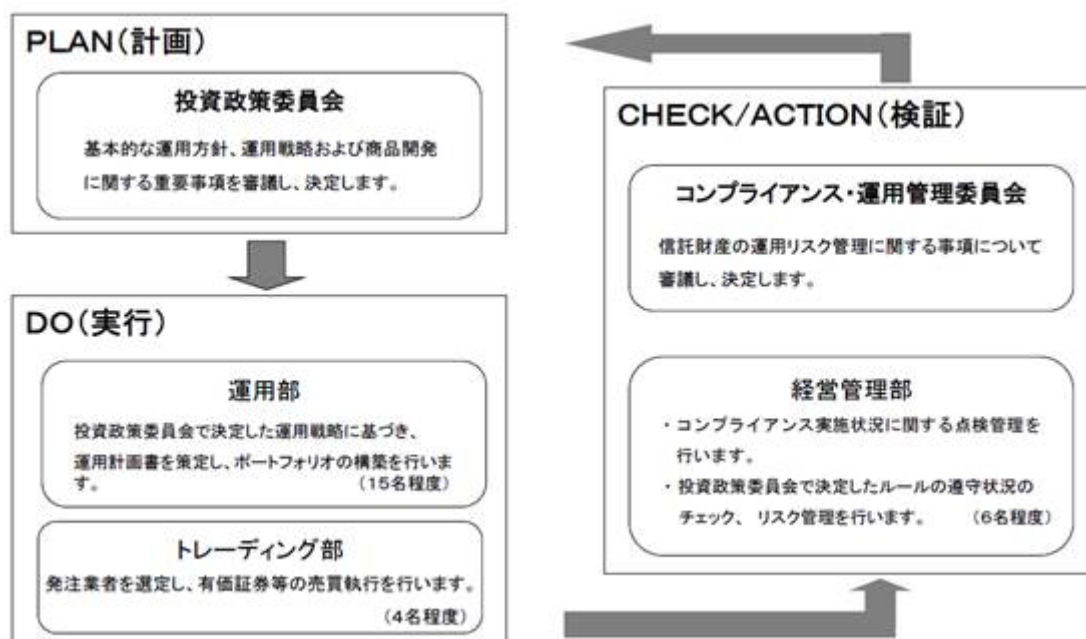 PLAN(計画)
投資政策委員会
基本的な運用方針、運用戦略および商品開発
に関する重要事項を審議し、決定します。
DO(実行)
運用部
投資政策委員会で決定した運用戦略に基づき、
運用計画書を策定し、ポートフォリオの構築を行いま
す。 (15名程度)
トレーディング部
発注業者を選定し、有価証券等の売買執行を行います。
(4名程度)
CHECK/ACTION(検証)
コンプライアンス・運用管理委員会
信託財産の運用リスク管理に関する事項について
審議し、決定します。
経営管理部
・コンプライアンス実施状況に関する点検管理を
行います。
・投資政策委員会で決定したルールの遵守状況の
チェック、リスク管理を行います。 (6名程度)